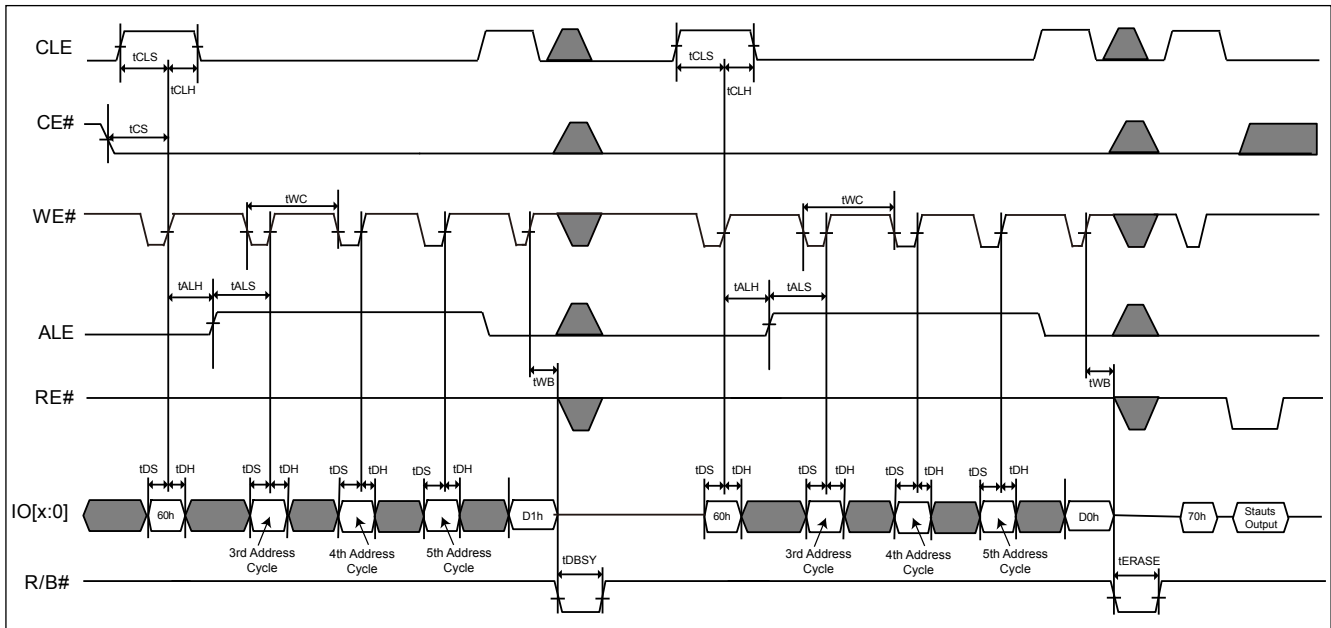 CLE
tCLS
tCLH
tCLS
tCLH
CE#
tCS
WE#
tWC
tWC
tALH
tALS
tALH
tALS
ALE
tWB
tWB
RE#
tDS
tDH
tDS
tDH
tDS
tDH
tDS
tDH
tDS
tDH
tDS
tDH
tDS
tDH
tDS
tDH
IO[x:0]
60h
D1h
60h
D0h
70h
Stauts
Output
3rd Address
Cycle
4th Address
Cycle
5th Address
Cycle
3rd Address
Cycle
4th Address
Cycle
5th Address
Cycle
tDBSY
tERASE
R/B#